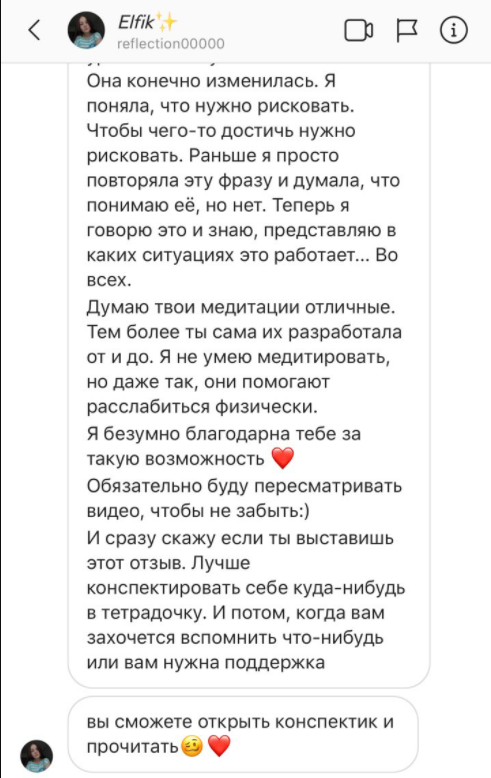 Elfik✨
reflection00000
Она конечно изменилась. Я
поняла, что нужно рисковать.
Чтобы чего-то достичь нужно
рисковать. Раньше я просто
повторяла эту фразу и думала, что
понимаю её, но нет. Теперь я
говорю это и знаю, представляю в
каких ситуациях это работает... Во
всех.
Думаю твои медитации отличные.
Тем более ты сама их разработала
от и до. Я не умею медитировать,
но даже так, они помогают
расслабиться физически.
Я безумно благодарна тебе за
такую возможность ❤️
Обязательно буду пересматривать
видео, чтобы не забыть:)
И сразу скажу если ты выставишь
этот отзыв. Лучше
конспектировать себе куда-нибудь
в тетрадочку. И потом, когда вам
захочется вспомнить что-нибудь
или вам нужна поддержка
вы сможете открыть конспектик и
прочитать🥴❤️